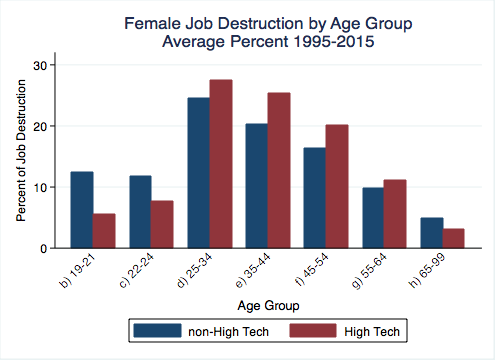 Female Job Destruction by Age Group
Average Percent 1995-2015
Percent of Job Destruction
30
20
10
0
b) 19-21
c) 22-24
d) 25-34
e) 35-44
f) 45-54
g) 55-64
h) 65-99
Age Group
non-High Tech
High Tech